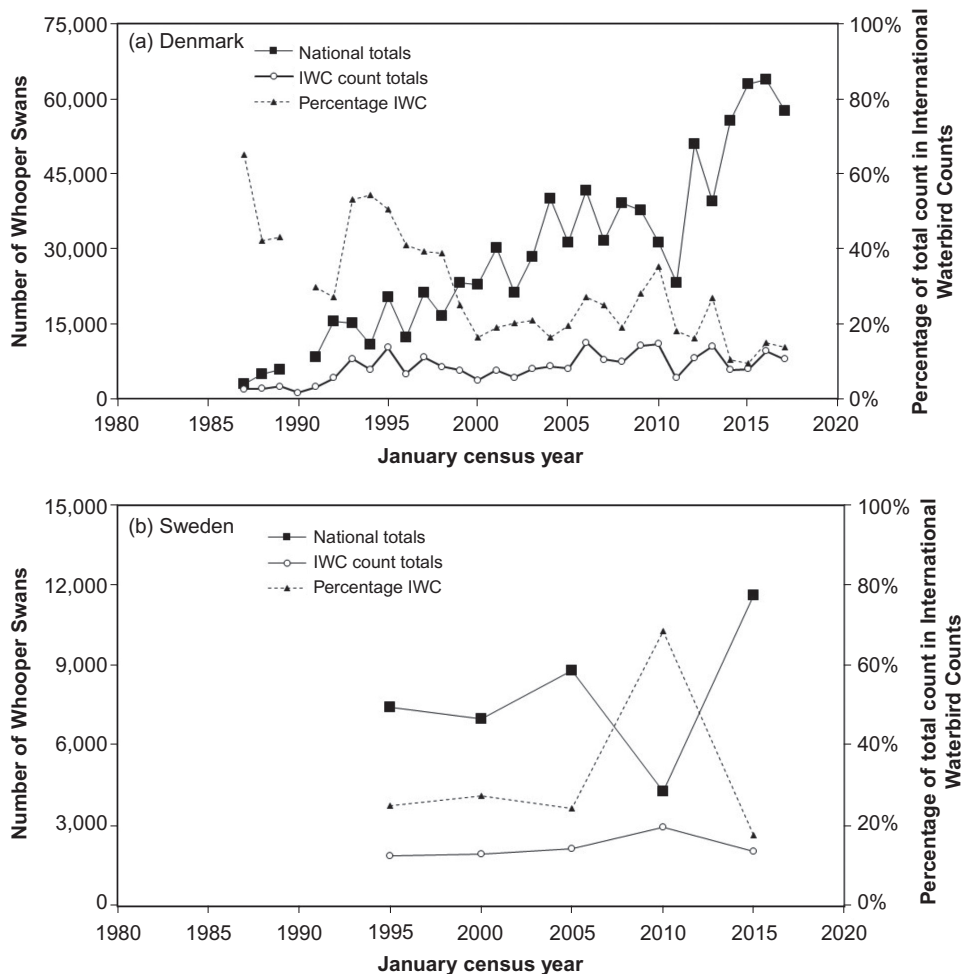 (a) Denmark
National totals
IWC count totals
Percentage IWC
Number of Whooper Swans
75,000
60,000
45,000
30,000
15,000
0
100%
80%
60%
40%
20%
0%
Percentage of total count in International
Waterbird Counts
1980 1985 1990 1995 2000 2005 2010 2015 2020
January census year
(b) Sweden
National totals
IWC count totals
Percentage IWC
Number of Whooper Swans
15,000
12,000
9,000
6,000
3,000
0
100%
80%
60%
40%
20%
0%
Percentage of total count in International
Waterbird Counts
1980 1985 1990 1995 2000 2005 2010 2015 2020
January census year